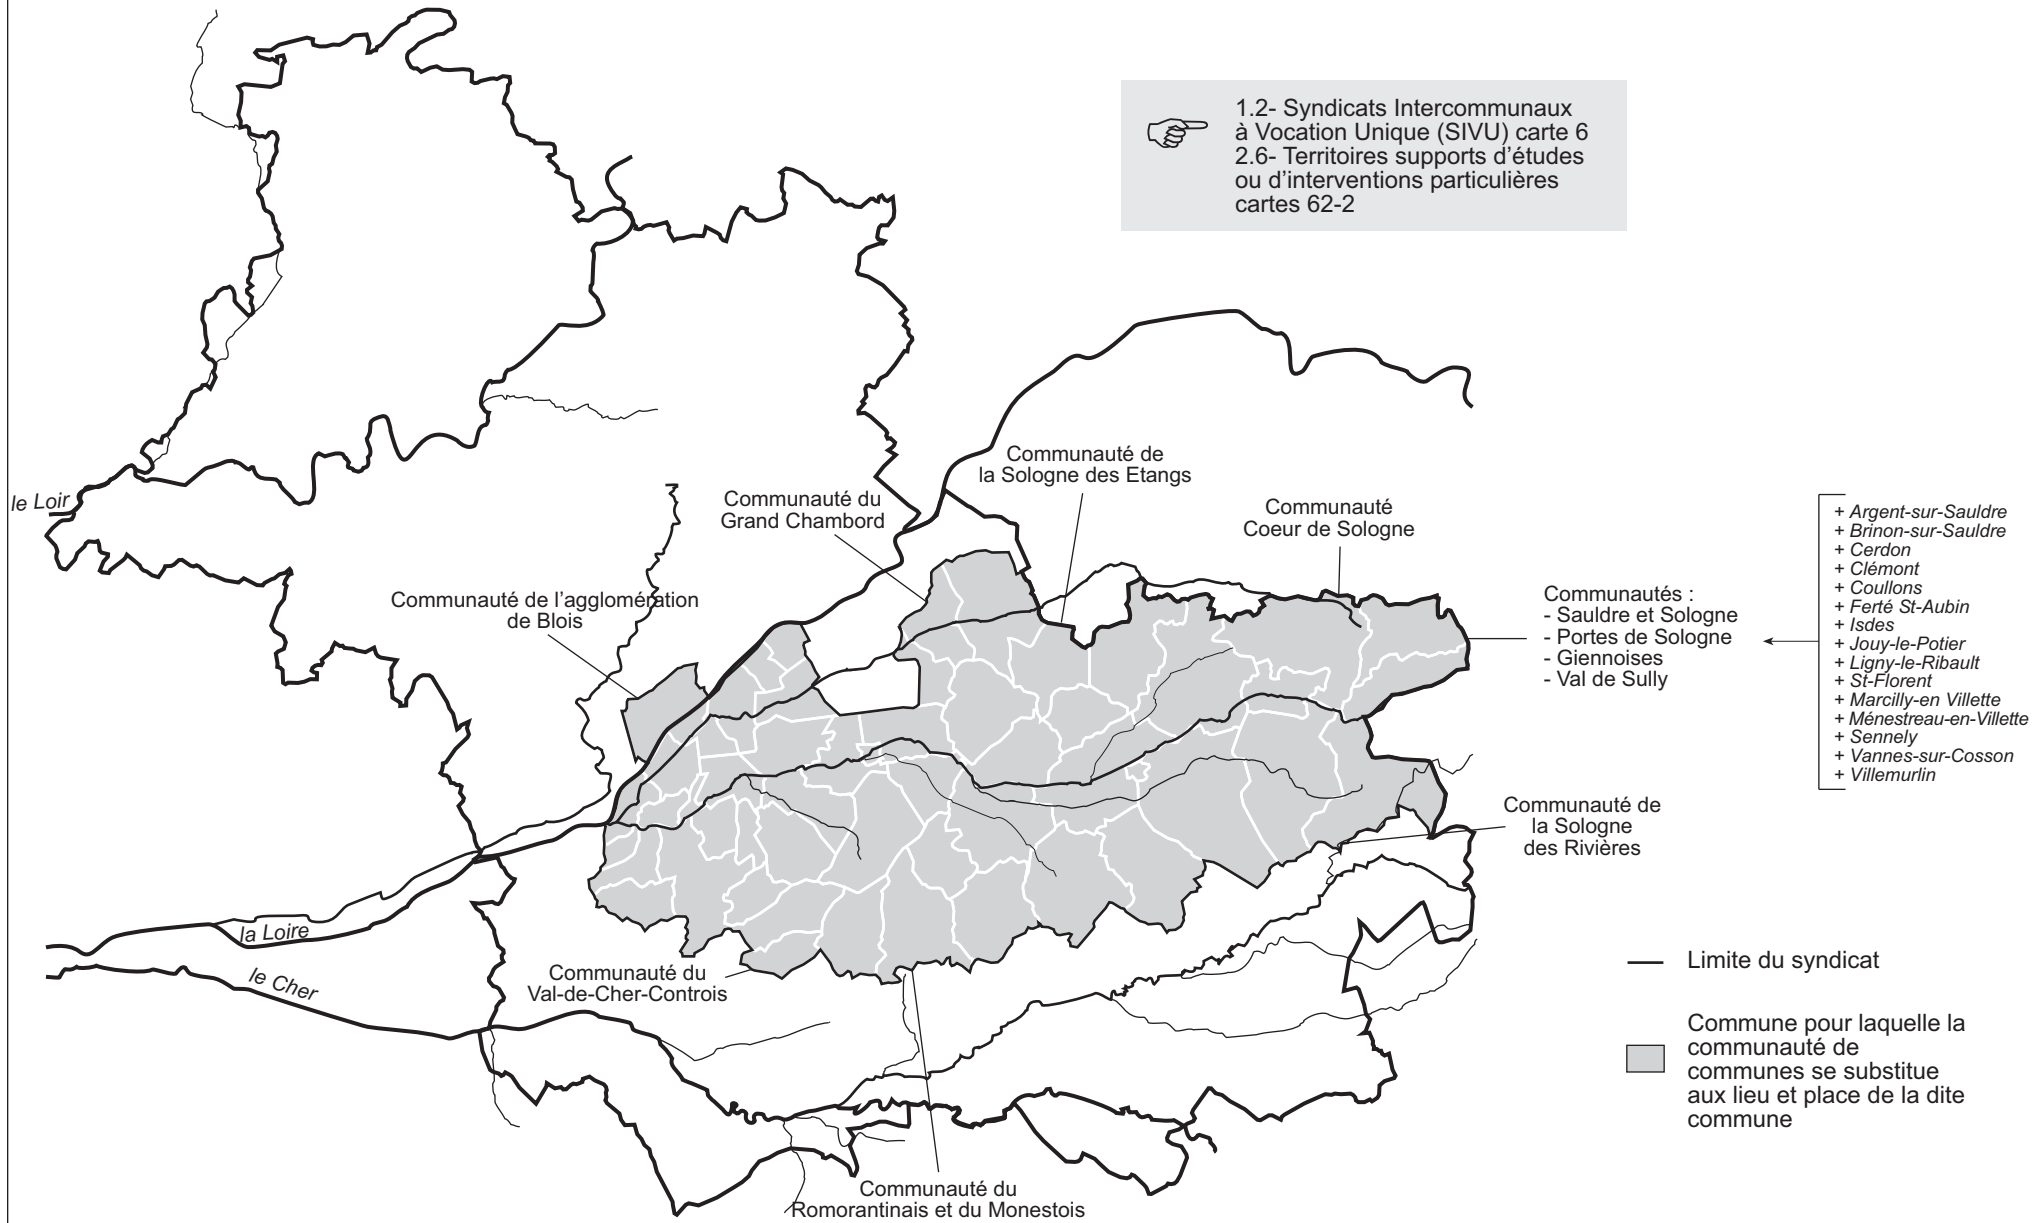 1.2- Syndicats Intercommunaux
à Vocation Unique (SIVU) carte 6
2.6- Territoires supports d'études
ou d'interventions particulières
cartes 62-2
Communauté de
la Sologne des Etangs
Communauté du
Grand Chambord
Communauté
Coeur de Sologne
le Loir
Communauté de l'agglomération
de Blois
Communautés :
- Sauldre et Sologne
- Portes de Sologne
- Giennoises
- Val de Sully
+ Argent-sur-Sauldre
+ Brinon-sur-Sauldre
+ Cerdon
+ Clémont
+ Coullons
+ Ferté St-Aubin
+ Isdes
+ Jouy-le-Potier
+ Ligny-le-Ribault
+ St-Florent
+ Marcilly-en Villette
+ Ménestreau-en-Villette
+ Sennely
+ Vannes-sur-Cosson
+ Villemurlin
Communauté de
la Sologne
des Rivières
la Loire
le Cher
Communauté du
Val-de-Cher-Controis
Communauté du
Romorantinais et du Monestois
Limite du syndicat
Commune pour laquelle la
communauté de
communes se substitue
aux lieu et place de la dite
commune